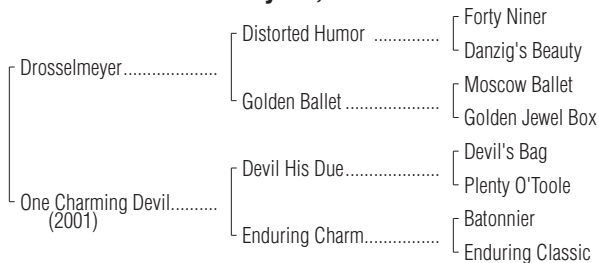 Forty Niner
Distorted Humor ..............
Danzig's Beauty
Drosselmeyer....................
Moscow Ballet
Golden Ballet ....................
Golden Jewel Box
Devil's Bag
Devil His Due....................
Plenty O'Toole
One Charming Devil..........
(2001)
Batonnier
Enduring Charm................
Enduring Classic